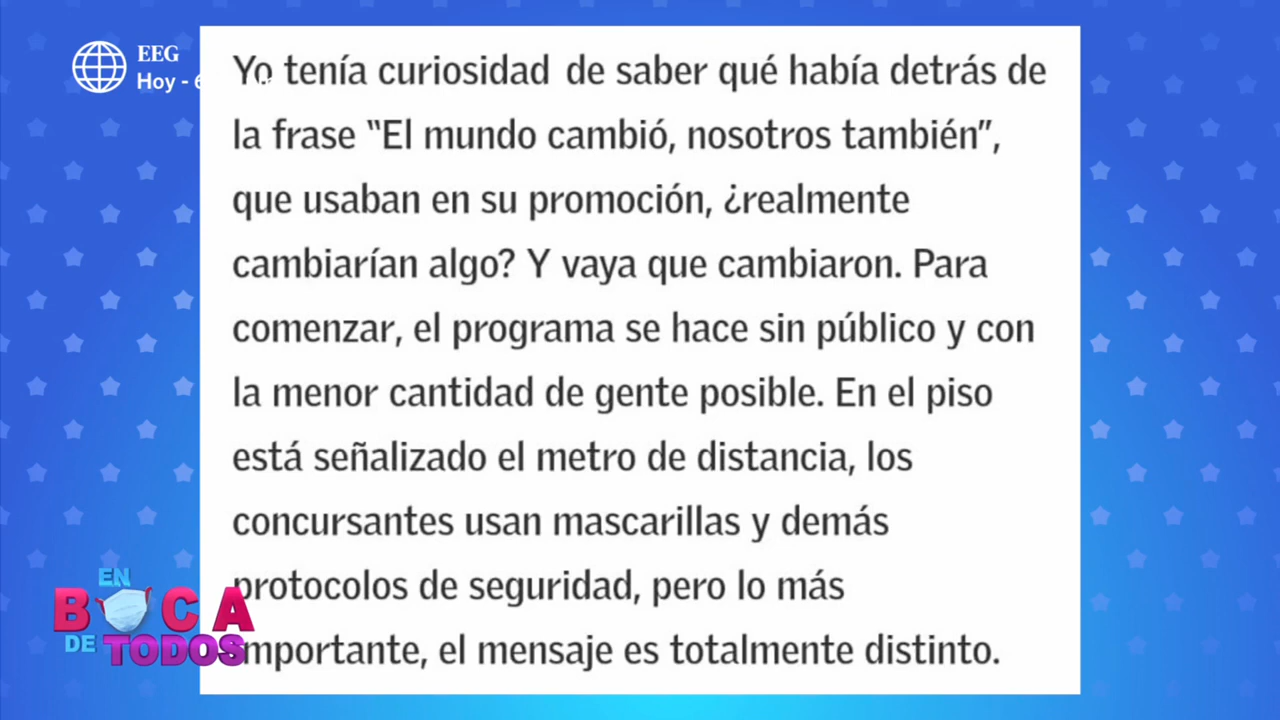 EEG
Hoy -
Yo tenía curiosidad de saber qué había detrás de
la frase “El mundo cambió, nosotros también”,
que usaban en su promoción, ¿realmente
cambiarían algo? Y vaya que cambiaron. Para
comenzar, el programa se hace sin público y con
la menor cantidad de gente posible. En el piso
está señalizado el metro de distancia, los
concursantes usan mascarillas y demás
protocolos de seguridad, pero lo más
importante, el mensaje es totalmente distinto.
EN
BOCA
DE TODOS